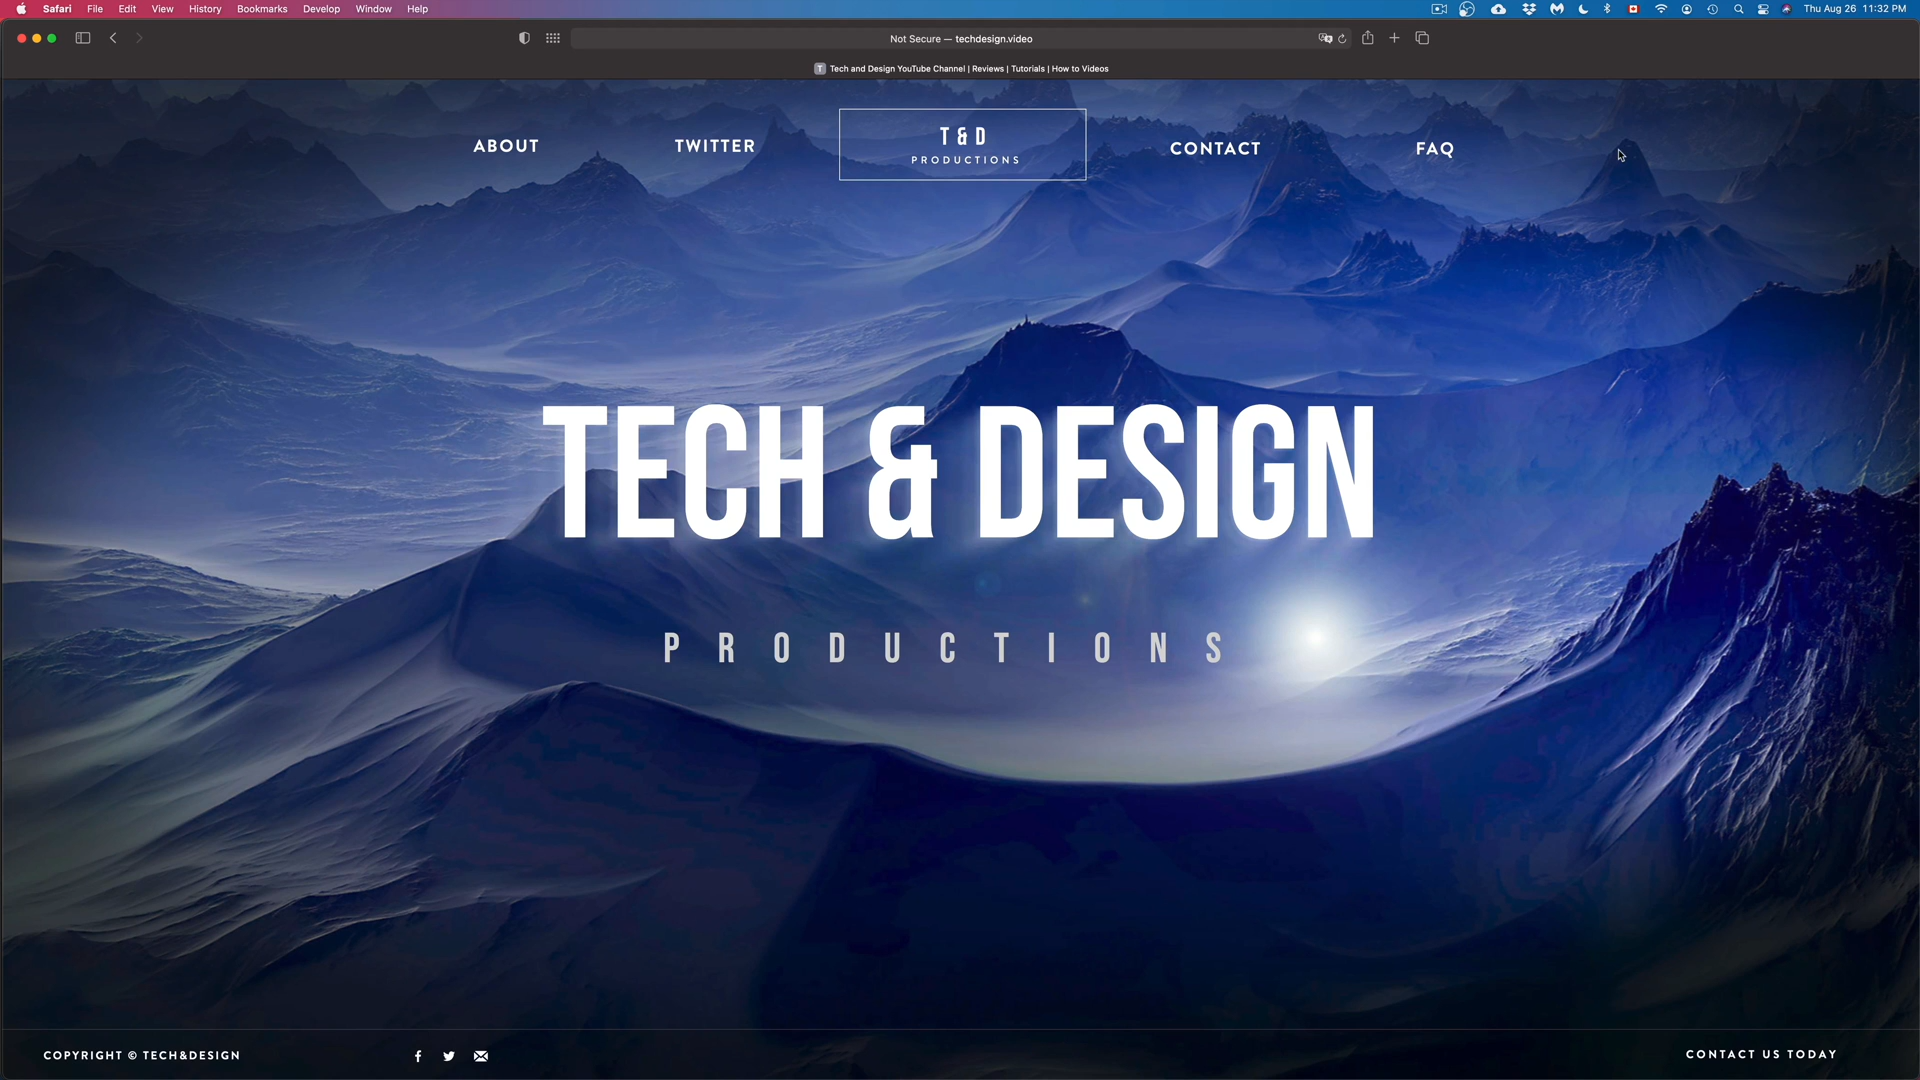 Safari File Edit View History Bookmarks Develop Window Help
Thu Aug 26 11:32 PM
Not Secure — techdesign.video
T Tech and Design YouTube Channel | Reviews | Tutorials | How to Videos
ABOUT
TWITTER
T & D
PRODUCTIONS
CONTACT
FAQ
TECH & DESIGN
PRODUCTIONS
COPYRIGHT © TECH&DESIGN
CONTACT US TODAY